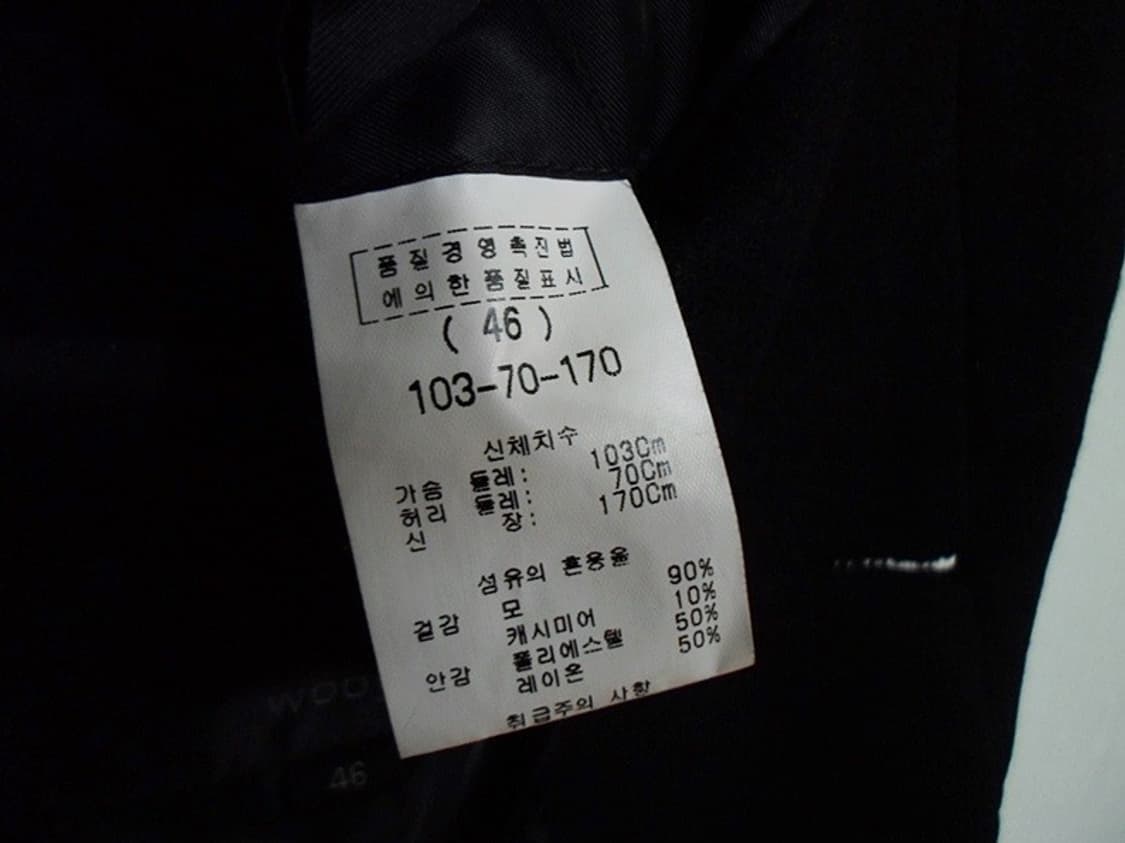 품질경영촉진법
에의한품질표시
( 46 )
103-70-170
신체치수
가슴 둘레: 103Cm
허리 둘레: 70Cm
신 장: 170Cm
섬유의 혼용율
겉감 모 90%
캐시미어 10%
안감 폴리에스텔 50%
레이온 50%
취급주의 사항
46